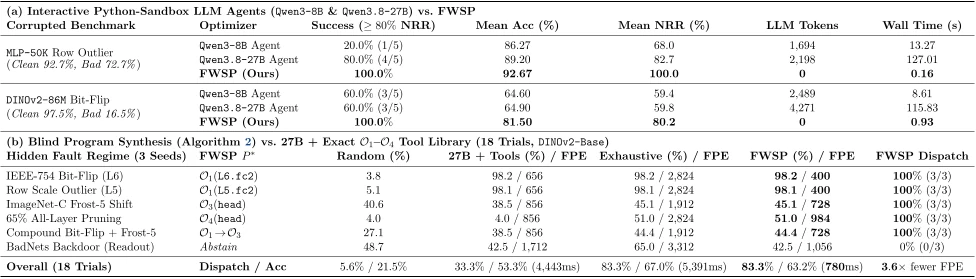 (a) Interactive Python-Sandbox LLM Agents (Qwen3-8B & Qwen3.8-27B) vs. FWSP
Corrupted Benchmark Optimizer Success (≥ 80% NRR) Mean Acc (%) Mean NRR (%) LLM Tokens Wall Time (s)
MLP-50K Row Outlier
(Clean 92.7%, Bad 72.7%)
Qwen3-8B Agent 20.0% (1/5) 86.27 68.0 1,694 13.27
Qwen3.8-27B Agent 80.0% (4/5) 89.20 82.7 2,198 127.01
FWSP (Ours) 100.0% 92.67 100.0 0 0.16
DINOv2-86M Bit-Flip
(Clean 97.5%, Bad 16.5%)
Qwen3-8B Agent 60.0% (3/5) 64.60 59.4 2,489 8.61
Qwen3.8-27B Agent 60.0% (3/5) 64.90 59.8 4,271 115.83
FWSP (Ours) 100.0% 81.50 80.2 0 0.93
(b) Blind Program Synthesis (Algorithm 2) vs. 27B + Exact O₁–O₄ Tool Library (18 Trials, DINOv2-Base)
Hidden Fault Regime (3 Seeds) FWSP P* Random (%) 27B + Tools (%) / FPE Exhaustive (%) / FPE FWSP (%) / FPE FWSP Dispatch
IEEE-754 Bit-Flip (L6) O₁(L6.fc2) 3.8 98.2 / 656 98.2 / 2,824 98.2 / 400 100% (3/3)
Row Scale Outlier (L5) O₁(L5.fc2) 5.1 98.1 / 656 98.1 / 2,824 98.1 / 400 100% (3/3)
ImageNet-C Frost-5 Shift O₃(head) 40.6 38.5 / 856 45.1 / 1,912 45.1 / 728 100% (3/3)
65% All-Layer Pruning O₄(head) 4.0 4.0 / 856 51.0 / 2,824 51.0 / 984 100% (3/3)
Compound Bit-Flip + Frost-5 O₁→O₃ 27.1 38.5 / 856 44.4 / 1,912 44.4 / 728 100% (3/3)
BadNets Backdoor (Readout) Abstain 48.7 42.5 / 1,712 65.0 / 3,312 42.5 / 1,056 0% (0/3)
Overall (18 Trials) Dispatch / Acc 5.6% / 21.5% 33.3% / 53.3% (4,443ms) 83.3% / 67.0% (5,391ms) 83.3% / 63.2% (780ms) 3.6× fewer FPE